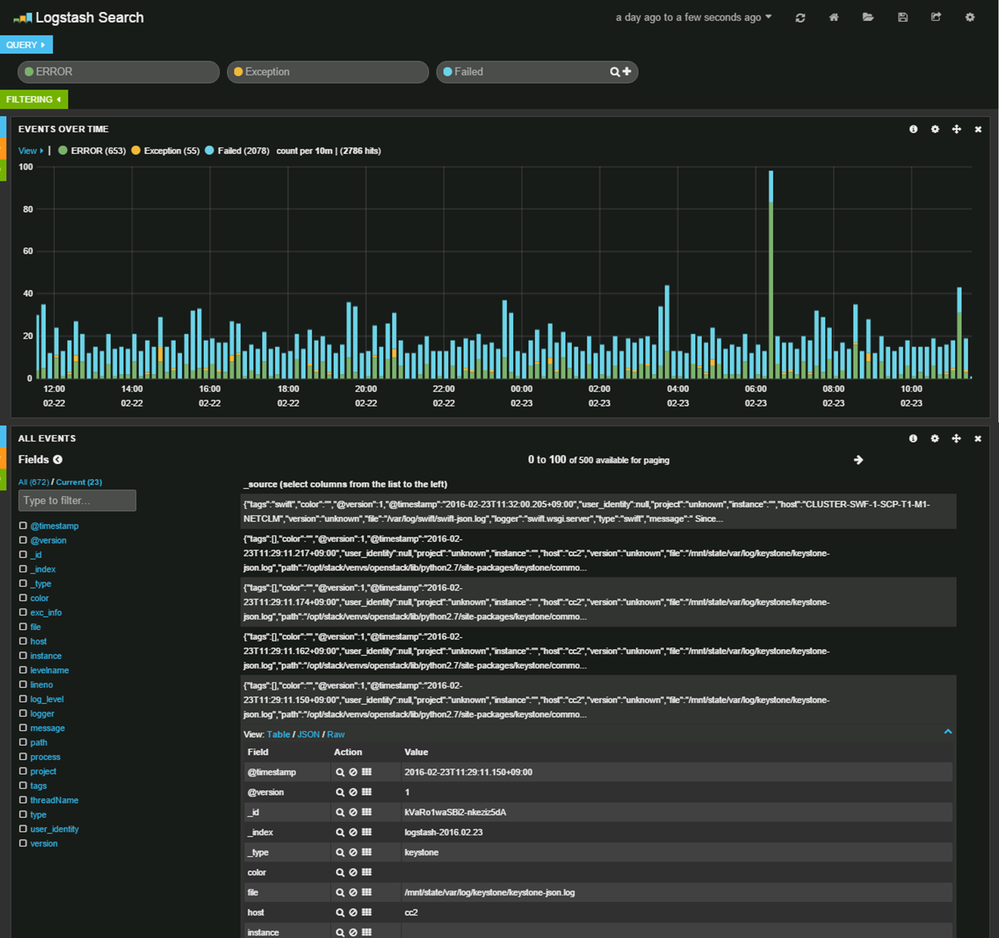 Logstash Search
a day ago to a few seconds ago
QUERY
ERROR
Exception
Failed
FILTERING
EVENTS OVER TIME
View | ERROR (653) Exception (55) Failed (2078) count per 10m | (2786 hits)
100
80
60
40
20
0
12:00 14:00 16:00 18:00 20:00 22:00 00:00 02:00 04:00 06:00 08:00 10:00
02-22 02-22 02-22 02-22 02-22 02-22 02-23 02-23 02-23 02-23 02-23 02-23
ALL EVENTS
Fields
0 to 100 of 500 available for paging
All (672) / Current (23)
Type to filter...
@timestamp
@version
_id
_index
_type
color
exc_info
file
host
instance
levelname
lineno
log_level
logger
message
path
process
project
tags
threadName
type
user_identity
version
_source (select columns from the list to the left)
{"tags":"swift","color":"","@version":1,"@timestamp":"2016-02-23T11:32:00.205+09:00","user_identity":null,"project":"unknown","instance":"","host":"CLUSTER-SWF-1-SCP-T1-M1-
NETCLM","version":"unknown","file":"/var/log/swift/swift-json.log","logger":"swift.wsgi.server","type":"swift","message":" Since...
{"tags":[],"color":"","@version":1,"@timestamp":"2016-02-
23T11:29:11.217+09:00","user_identity":null,"project":"unknown","instance":"","host":"cc2","version":"unknown","file":"/mnt/state/var/log/keystone/keystone-
json.log","path":"/opt/stack/venvs/openstack/lib/python2.7/site-packages/keystone/commo...
{"tags":[],"color":"","@version":1,"@timestamp":"2016-02-
23T11:29:11.174+09:00","user_identity":null,"project":"unknown","instance":"","host":"cc2","version":"unknown","file":"/mnt/state/var/log/keystone/keystone-
json.log","path":"/opt/stack/venvs/openstack/lib/python2.7/site-packages/keystone/commo...
{"tags":[],"color":"","@version":1,"@timestamp":"2016-02-
23T11:29:11.162+09:00","user_identity":null,"project":"unknown","instance":"","host":"cc2","version":"unknown","file":"/mnt/state/var/log/keystone/keystone-
json.log","path":"/opt/stack/venvs/openstack/lib/python2.7/site-packages/keystone/commo...
{"tags":[],"color":"","@version":1,"@timestamp":"2016-02-
23T11:29:11.150+09:00","user_identity":null,"project":"unknown","instance":"","host":"cc2","version":"unknown","file":"/mnt/state/var/log/keystone/keystone-
json.log","path":"/opt/stack/venvs/openstack/lib/python2.7/site-packages/keystone/commo...
View: Table / JSON / Raw
Field Action Value
@timestamp 2016-02-23T11:29:11.150+09:00
@version 1
_id kVaRo1waSBi2-nkeziz5dA
_index logstash-2016.02.23
_type keystone
color
file /mnt/state/var/log/keystone/keystone-json.log
host cc2
instance